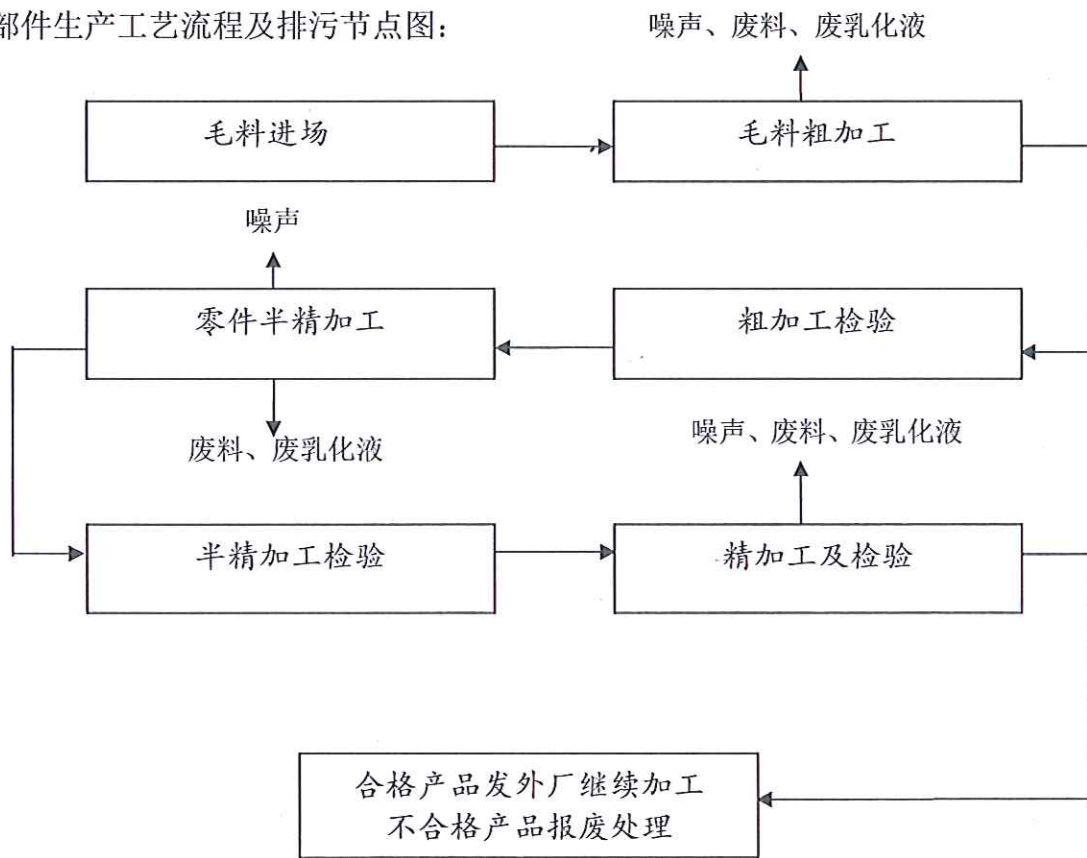 部件生产工艺流程及排污节点图：
噪声、废料、废乳化液
毛料进场
毛料粗加工
噪声
零件半精加工
粗加工检验
废料、废乳化液
噪声、废料、废乳化液
半精加工检验
精加工及检验
合格产品发外厂继续加工
不合格产品报废处理